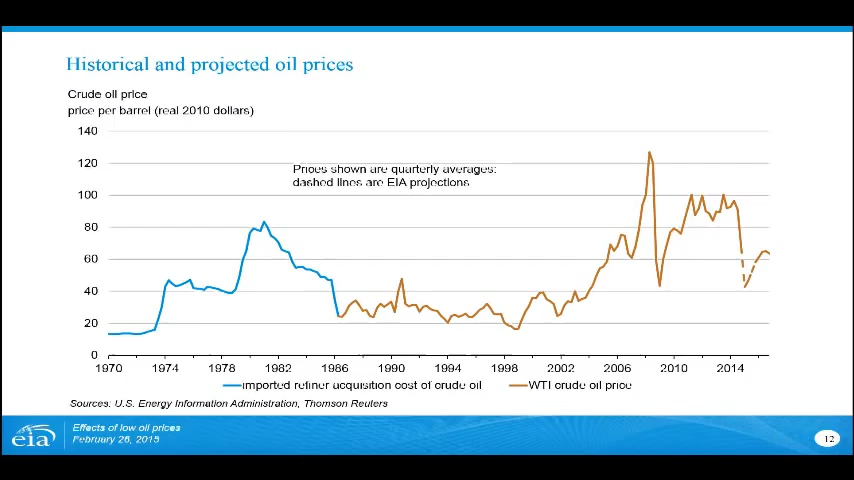 Historical and projected oil prices
Crude oil price
price per barrel (real 2010 dollars)
140
120
100
80
60
40
20
0
Prices shown are quarterly averages:
dashed lines are EIA projections
1970 1974 1978 1982 1986 1990 1994 1998 2002 2006 2010 2014
imported refiner acquisition cost of crude oil WTI crude oil price
Sources: U.S. Energy Information Administration, Thomson Reuters
eia
Effects of low oil prices
February 26, 2015
12